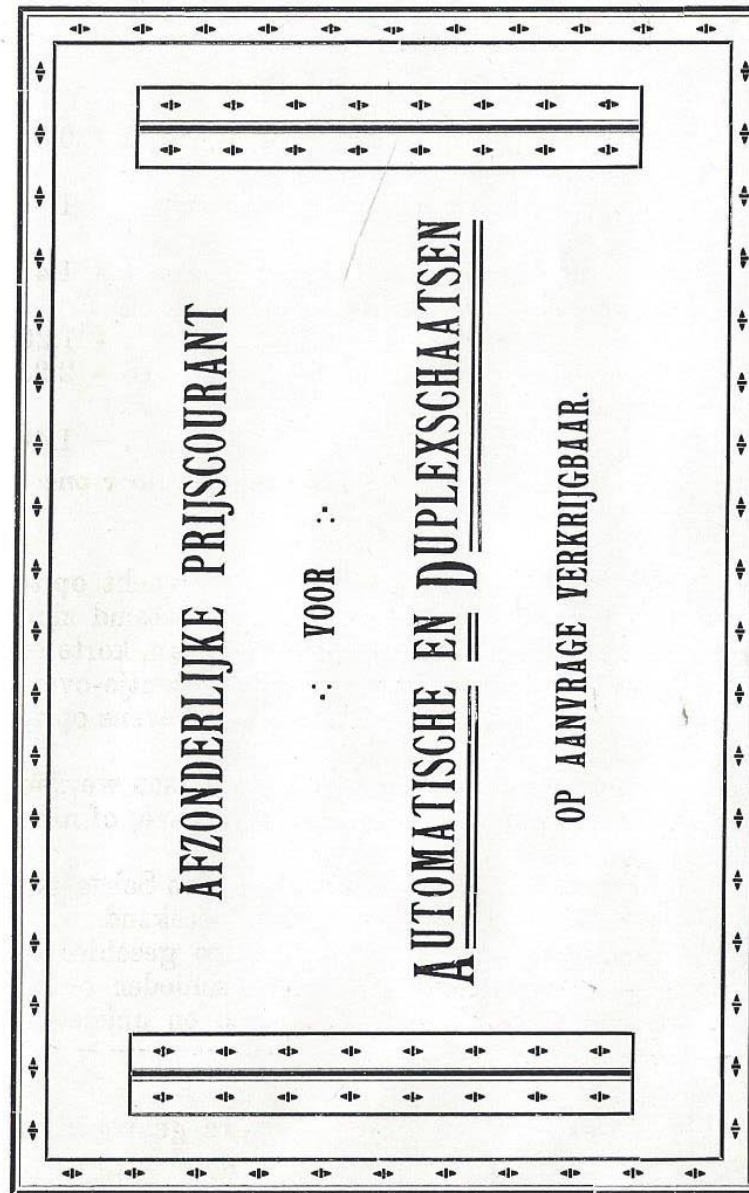 AFZONDERLIJKE PRIJSCOURANT
∴ VOOR ∴
AUTOMATISCHE EN DUPLEXSCHAATSEN
OP AANVRAGE VERKRIJGBAAR.